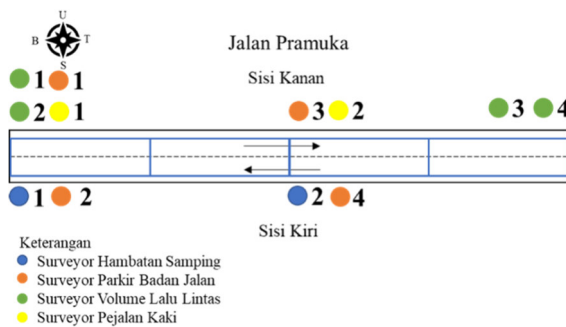 U
B T
S
Jalan Pramuka
Sisi Kanan
1 1
2 1 3 2 3 4
1 2 2 4
Sisi Kiri
Keterangan
Surveyor Hambatan Samping
Surveyor Parkir Badan Jalan
Surveyor Volume Lalu Lintas
Surveyor Pejalan Kaki